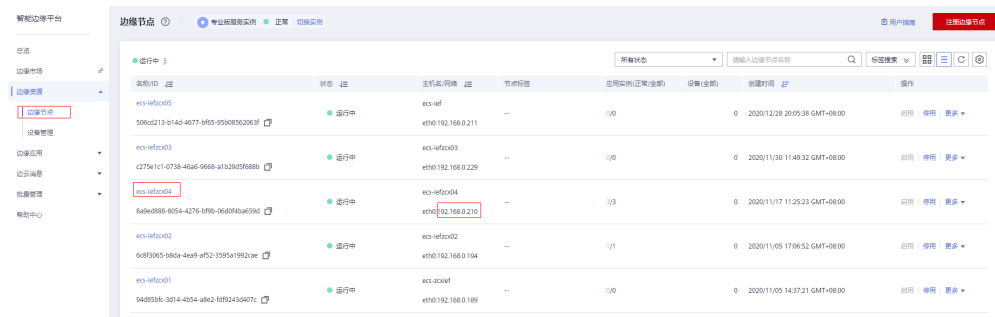 智能边缘平台
边缘节点
专业版服务实例 正常 切换实例
用户指南
注册边缘节点
总览
边缘市场
边缘资源
边缘节点
设备管理
边缘应用
边云消息
批量管理
帮助中心
运行中 5
所有状态
请输入边缘节点名称
标签搜索
名称/ID 状态 主机名/网络 节点标签 应用实例(正常/全部) 设备(全部) 创建时间 操作
ecs-iefzcx05
506cd213-b14d-4677-bf65-95b08562063f
运行中
ecs-ief
eth0:192.168.0.211
-- 0/0 0 2020/12/28 20:05:38 GMT+08:00 启用 停用 更多
ecs-iefzcx03
c275e1c1-0738-46a6-9668-a1b29d5f688b
运行中
ecs-iefzcx03
eth0:192.168.0.229
-- 0/0 0 2020/11/30 11:49:32 GMT+08:00 启用 停用 更多
ecs-iefzcx04
8a9ed888-8054-4276-bf9b-06d0f4ba659d
运行中
ecs-iefzcx04
eth0:192.168.0.210
-- 3/3 0 2020/11/17 11:25:23 GMT+08:00 启用 停用 更多
ecs-iefzcx02
6c8f3065-b8da-4ea9-af52-3595a1992cae
运行中
ecs-iefzcx02
eth0:192.168.0.194
-- 1/1 0 2020/11/05 17:06:52 GMT+08:00 启用 停用 更多
ecs-iefzcx01
94d85bfc-3d14-4b54-a8e2-fdf9243d407c
运行中
ecs-zcxief
eth0:192.168.0.189
-- 0/0 0 2020/11/05 14:37:21 GMT+08:00 启用 停用 更多